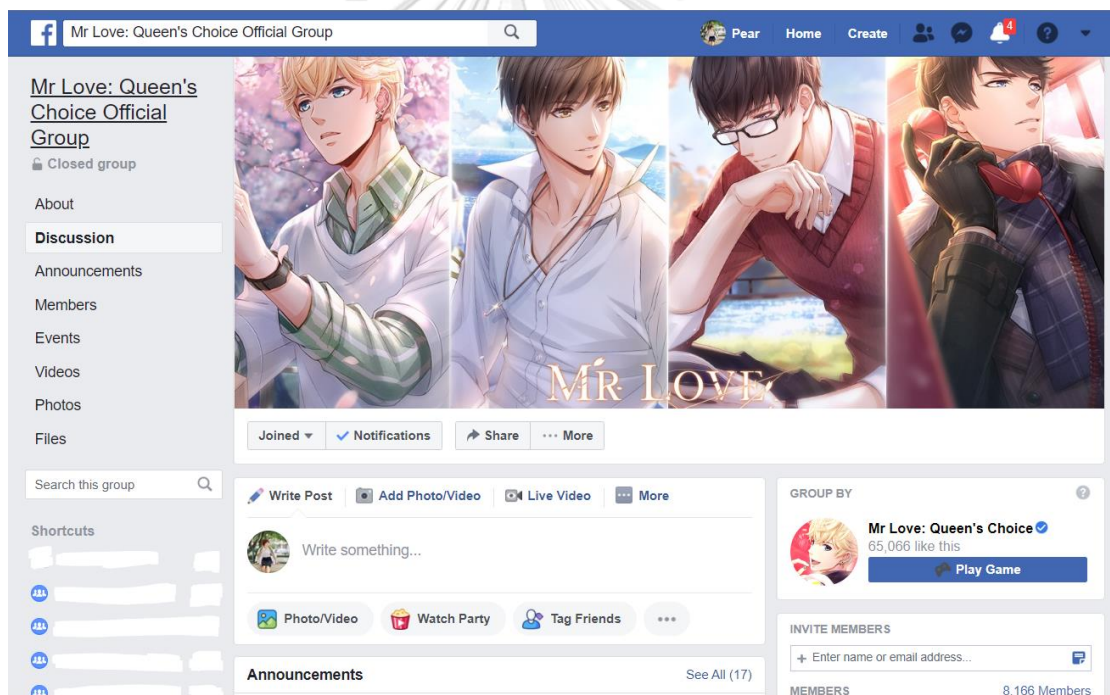 Mr Love: Queen's Choice Official Group
Pear
Home
Create
4
Mr Love: Queen's
Choice Official
Group
Closed group
About
Discussion
Announcements
Members
Events
Videos
Photos
Files
Search this group
Shortcuts
MR LOVE
Joined
Notifications
Share
More
Write Post
Add Photo/Video
Live Video
More
Write something...
Photo/Video
Watch Party
Tag Friends
Announcements
See All (17)
GROUP BY
Mr Love: Queen's Choice
65,066 like this
Play Game
INVITE MEMBERS
+ Enter name or email address...
MEMBERS
8,166 Members